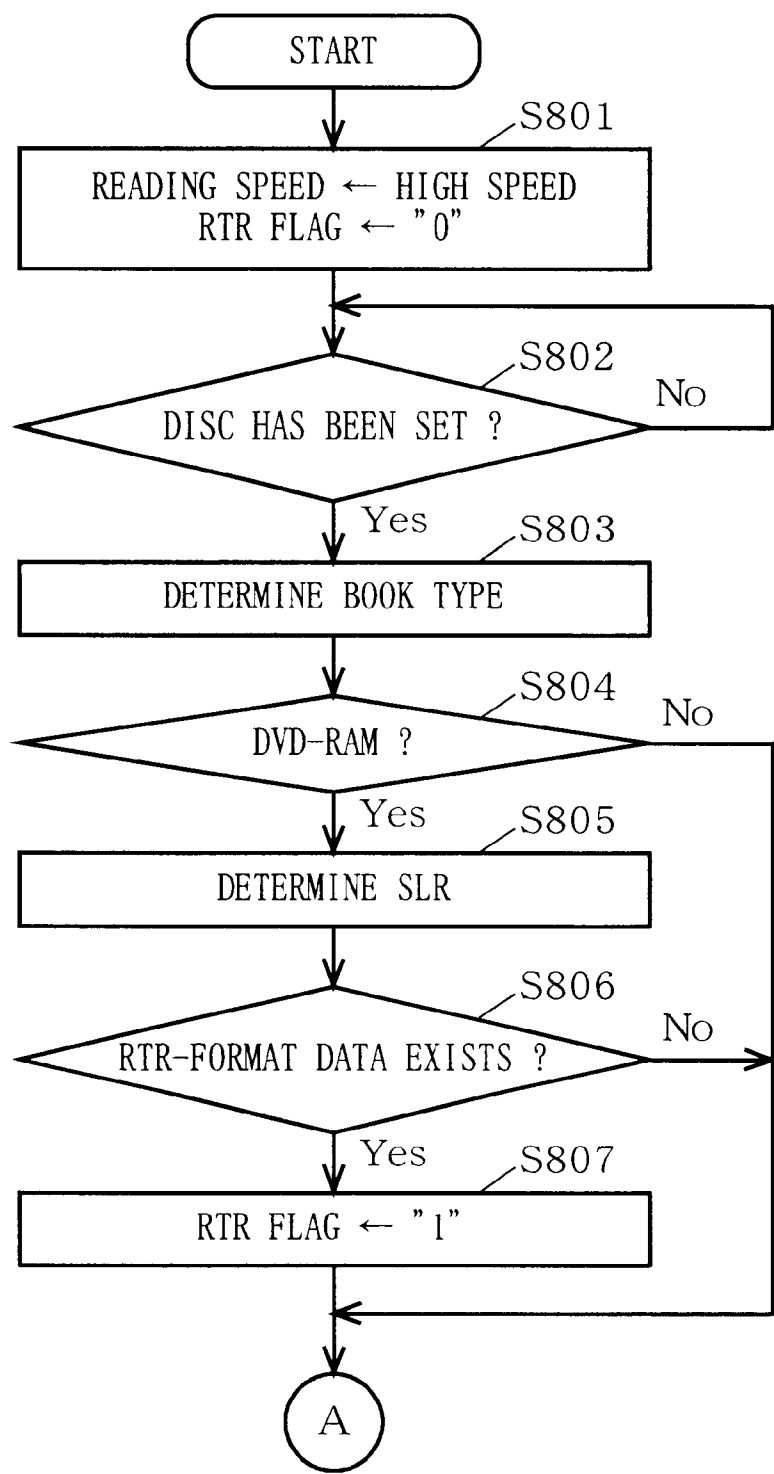 START
S801
READING SPEED ← HIGH SPEED
RTR FLAG ← "0"
S802
DISC HAS BEEN SET ?
No
Yes
S803
DETERMINE BOOK TYPE
S804
DVD-RAM ?
No
Yes
S805
DETERMINE SLR
S806
RTR-FORMAT DATA EXISTS ?
No
Yes
S807
RTR FLAG ← "1"
A